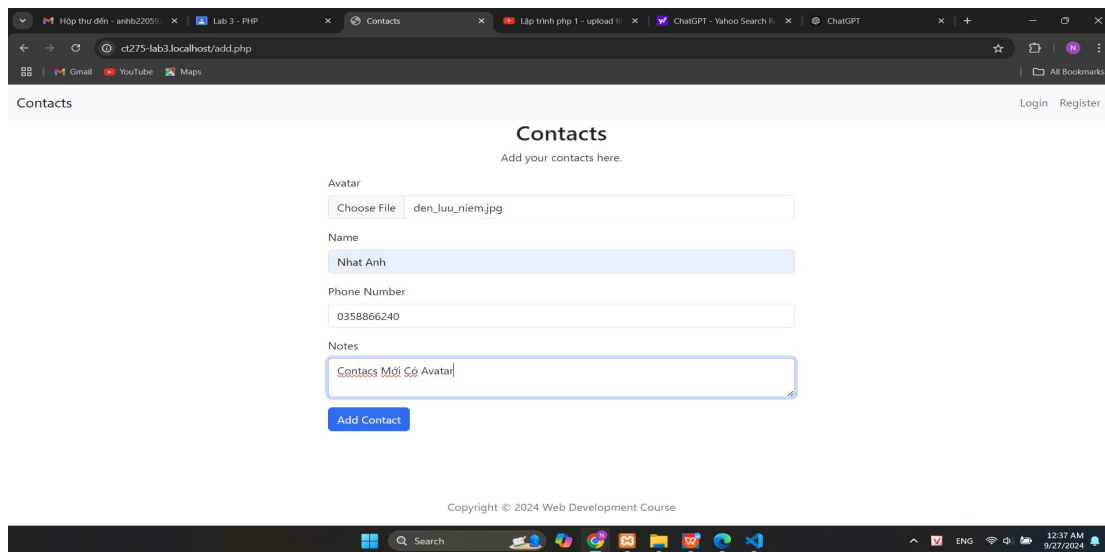 Hộp thư đến - anhb22059
Lab 3 - PHP
Contacts
Lập trình php 1 - upload fi
ChatGPT - Yahoo Search R
ChatGPT
ct275-lab3.localhost/add.php
N
Gmail
YouTube
Maps
All Bookmarks
Contacts
Login
Register
Contacts
Add your contacts here.
Avatar
Choose File
den_luu_niem.jpg
Name
Nhat Anh
Phone Number
0358866240
Notes
Contacs Mới Có Avatar
Add Contact
Copyright © 2024 Web Development Course
Search
ENG
12:37 AM
9/27/2024